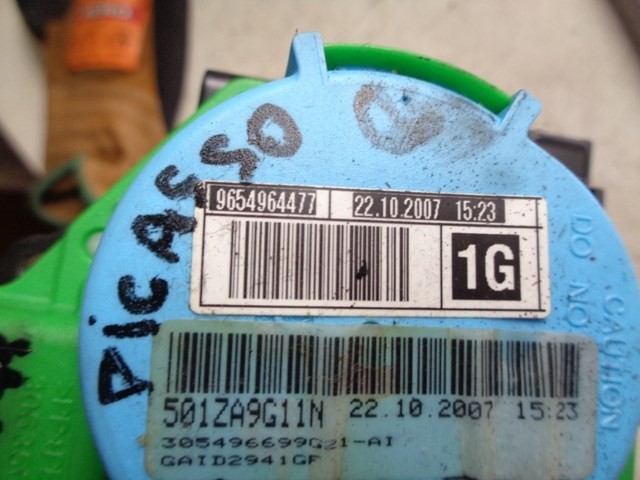 PICASSO
9654964477 22.10.2007 15:23
1G
501ZA9G11N 22.10.2007 15:23
305496699G21-AI
GAID2941GF
DO NO
CAUTION